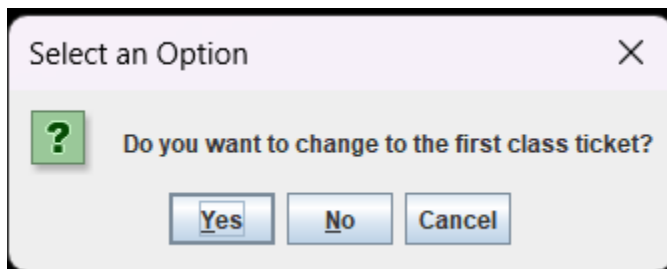 Select an Option
?
Do you want to change to the first class ticket?
Yes No Cancel